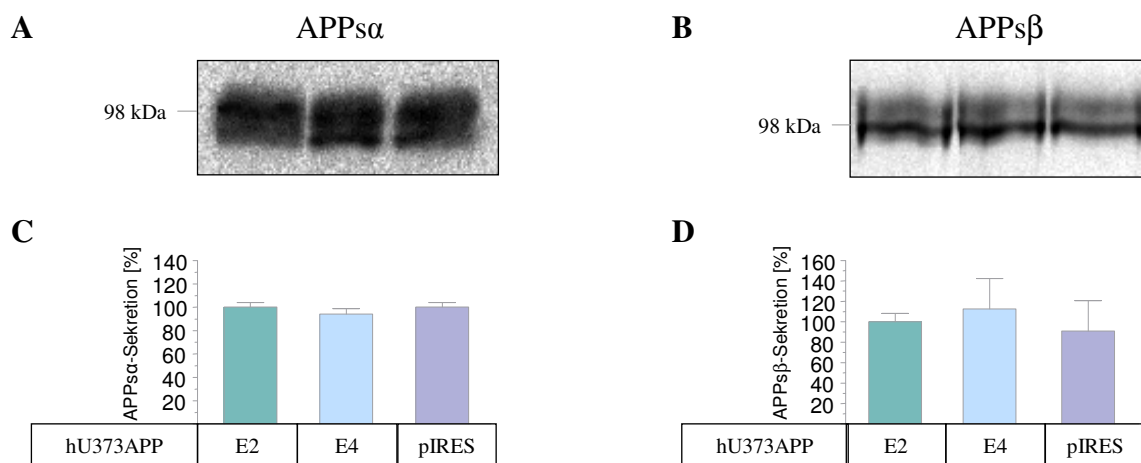 A
APPsα
B
APPsβ
98 kDa
98 kDa
C
APPsα-Sekretion [%]
140
120
100
80
60
40
20
hU373APP
E2
E4
pIRES
D
APPsβ-Sekretion [%]
160
140
120
100
80
60
40
20
hU373APP
E2
E4
pIRES